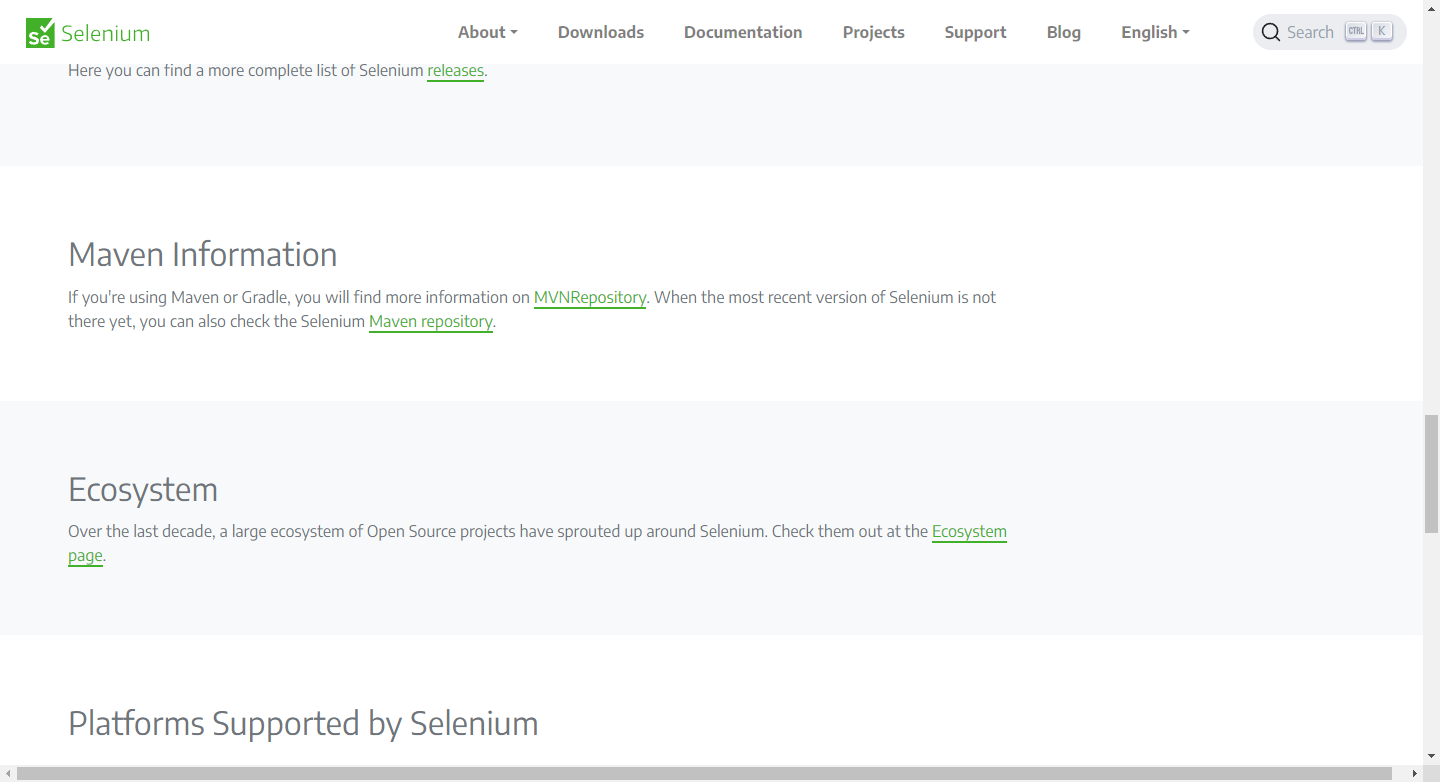 Se Selenium
About Downloads Documentation Projects Support Blog English Search CTRL K
Here you can find a more complete list of Selenium releases.
Maven Information
If you're using Maven or Gradle, you will find more information on MVNRepository. When the most recent version of Selenium is not
there yet, you can also check the Selenium Maven repository.
Ecosystem
Over the last decade, a large ecosystem of Open Source projects have sprouted up around Selenium. Check them out at the Ecosystem
page.
Platforms Supported by Selenium